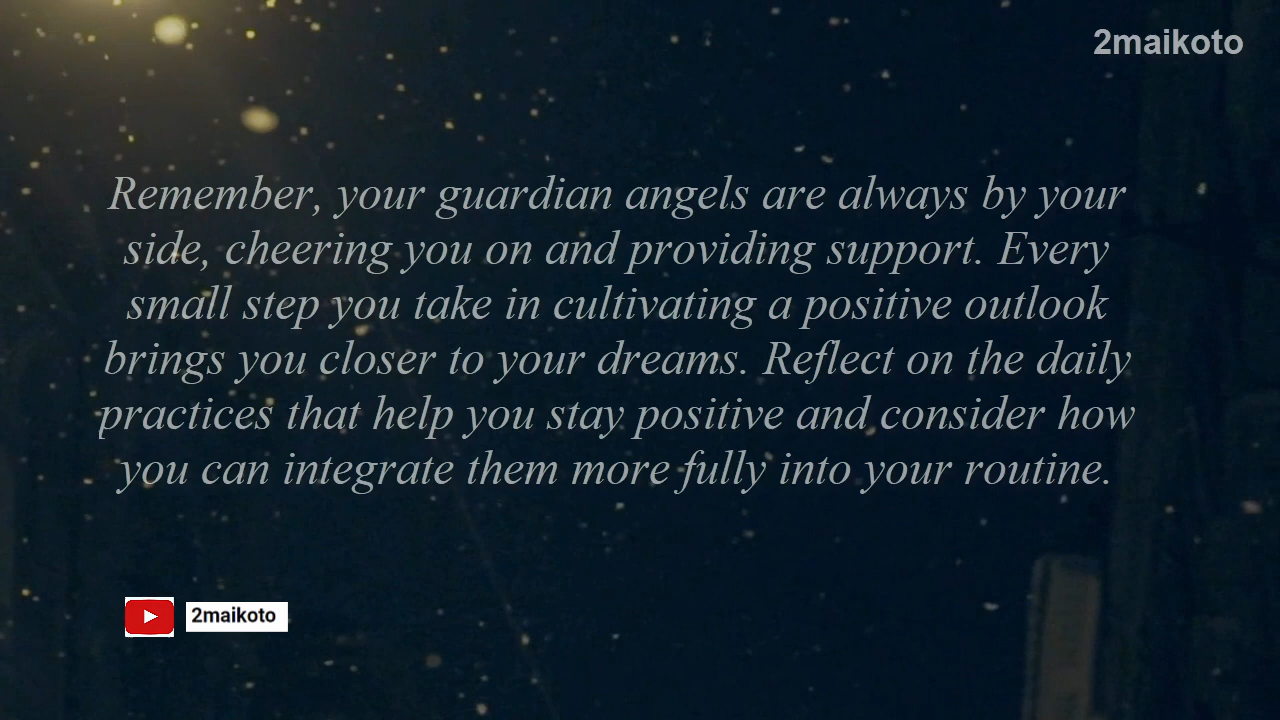 2maikoto
Remember, your guardian angels are always by your
side, cheering you on and providing support. Every
small step you take in cultivating a positive outlook
brings you closer to your dreams. Reflect on the daily
practices that help you stay positive and consider how
you can integrate them more fully into your routine.
2maikoto